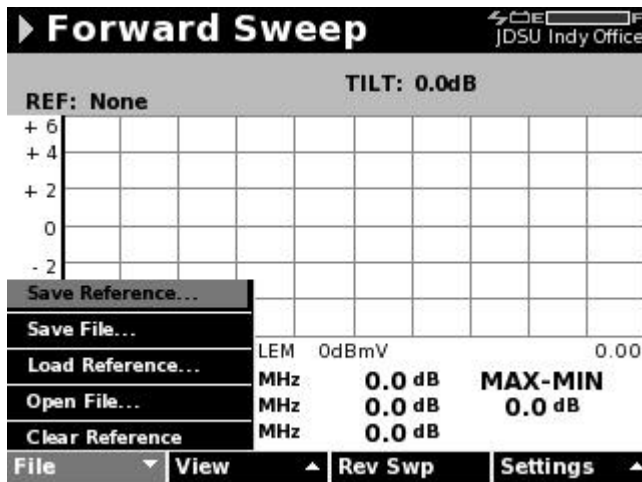 Forward Sweep
E F
JDSU Indy Office
TILT: 0.0dB
REF: None
+ 6
+ 4
+ 2
0
- 2
Save Reference...
Save File...
Load Reference...
Open File...
Clear Reference
LEM 0dBmV 0.00
MHz 0.0 dB MAX-MIN
MHz 0.0 dB 0.0 dB
MHz 0.0 dB
File View Rev Swp Settings